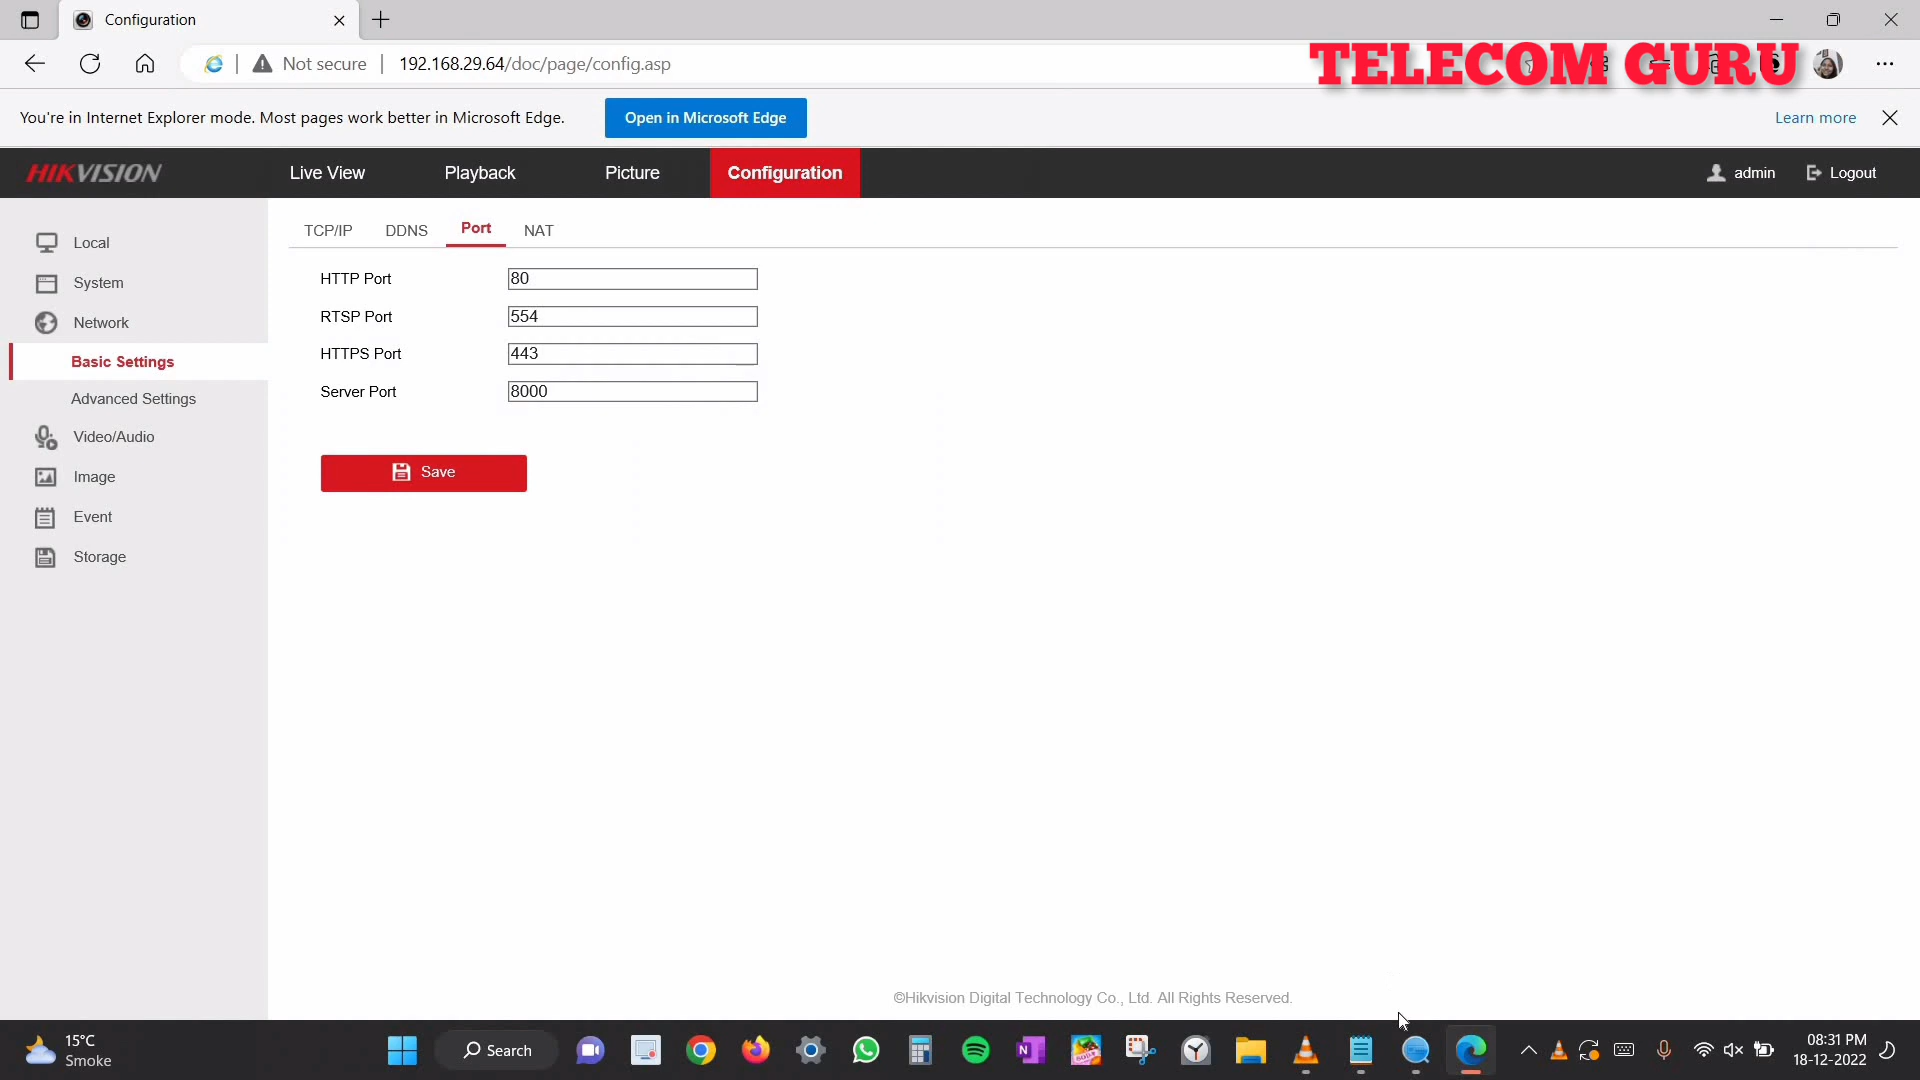 Configuration
Not secure
192.168.29.64/doc/page/config.asp
TELECOM GURU
You're in Internet Explorer mode. Most pages work better in Microsoft Edge.
Open in Microsoft Edge
Learn more
HIKVISION
Live View
Playback
Picture
Configuration
admin
Logout
Local
System
Network
Basic Settings
Advanced Settings
Video/Audio
Image
Event
Storage
TCP/IP
DDNS
Port
NAT
HTTP Port
80
RTSP Port
554
HTTPS Port
443
Server Port
8000
Save
©Hikvision Digital Technology Co., Ltd. All Rights Reserved.
15°C
Smoke
Search
N
08:31 PM
18-12-2022